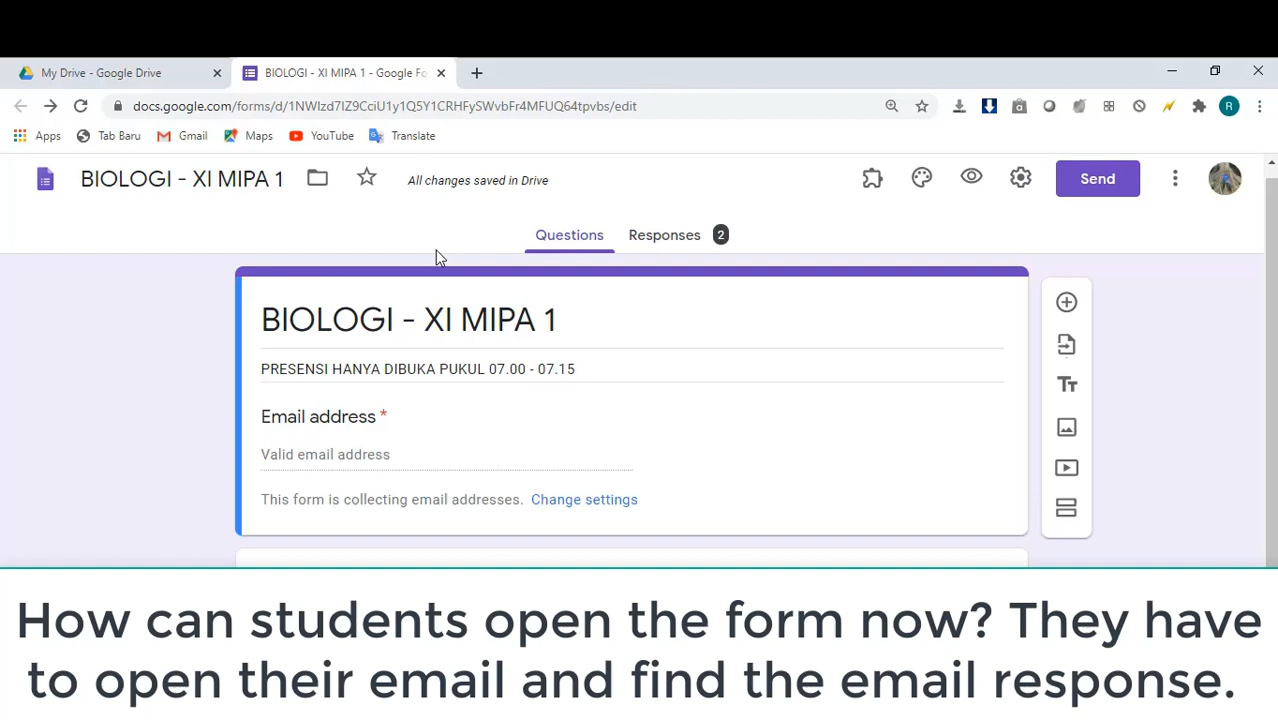 My Drive - Google Drive
BIOLOGI - XI MIPA 1 - Google Fo
docs.google.com/forms/d/1NWIzd7IZ9CciU1y1Q5Y1CRHFySWvbFr4MFUQ64tpvbs/edit
R
Apps Tab Baru Gmail Maps YouTube Translate
BIOLOGI - XI MIPA 1
All changes saved in Drive
Send
Questions Responses 2
BIOLOGI - XI MIPA 1
PRESENSI HANYA DIBUKA PUKUL 07.00 - 07.15
Email address *
Valid email address
This form is collecting email addresses. Change settings
Tт
How can students open the form now? They have
to open their email and find the email response.